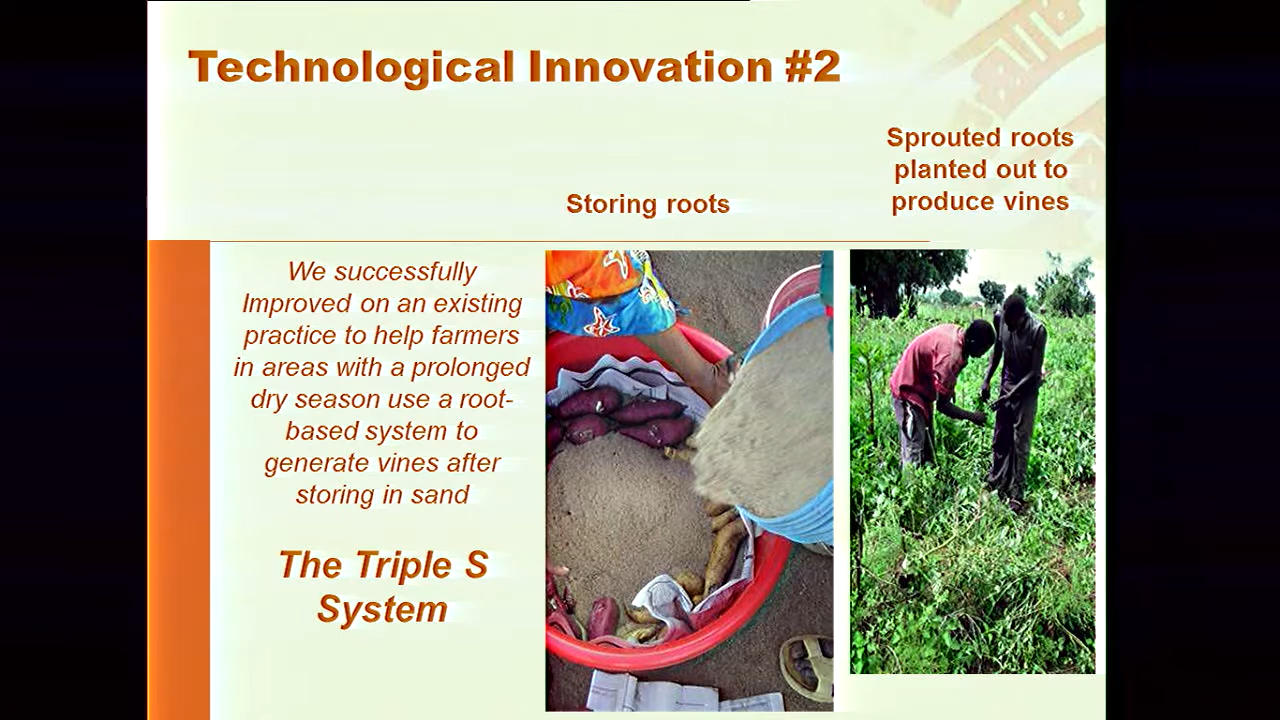 Technological Innovation #2
Sprouted roots
planted out to
produce vines
Storing roots
We successfully
Improved on an existing
practice to help farmers
in areas with a prolonged
dry season use a root-
based system to
generate vines after
storing in sand
The Triple S
System